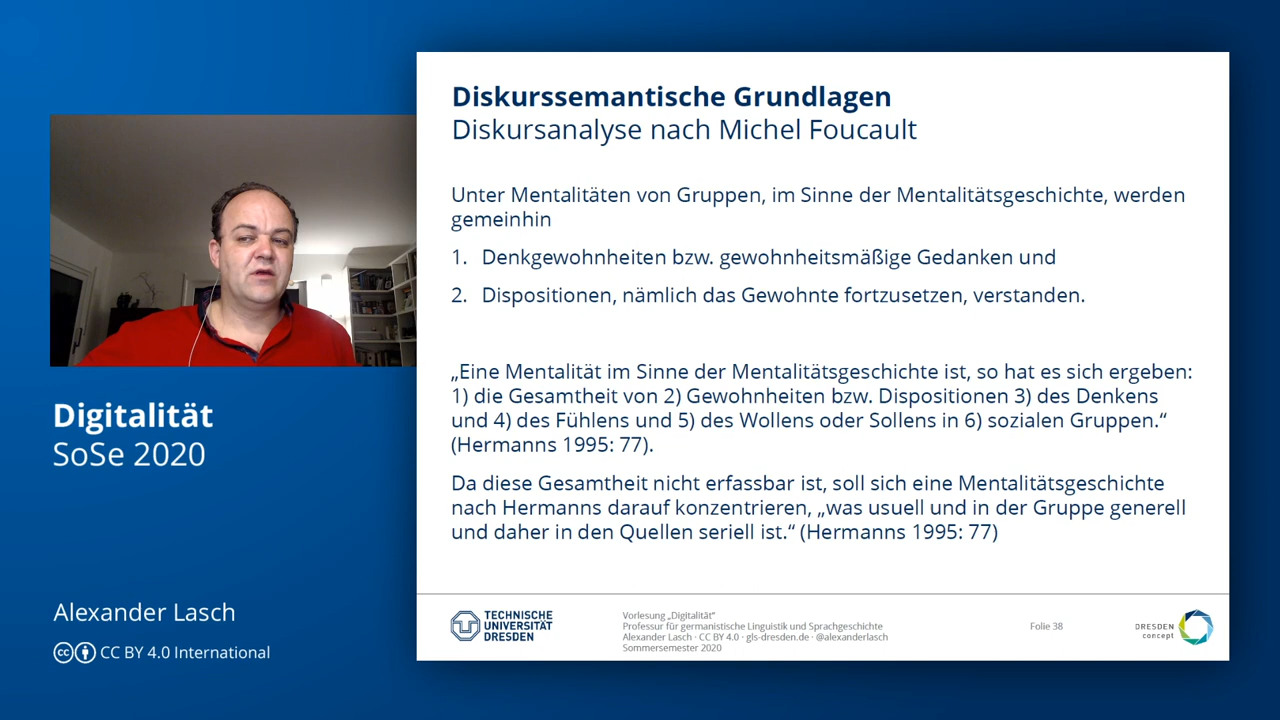 Diskurssemantische Grundlagen
Diskursanalyse nach Michel Foucault
Unter Mentalitäten von Gruppen, im Sinne der Mentalitätsgeschichte, werden
gemeinhin
1. Denkgewohnheiten bzw. gewohnheitsmäßige Gedanken und
2. Dispositionen, nämlich das Gewohnte fortzusetzen, verstanden.
„Eine Mentalität im Sinne der Mentalitätsgeschichte ist, so hat es sich ergeben:
1) die Gesamtheit von 2) Gewohnheiten bzw. Dispositionen 3) des Denkens
und 4) des Fühlens und 5) des Wollens oder Sollens in 6) sozialen Gruppen.“
(Hermanns 1995: 77).
Da diese Gesamtheit nicht erfassbar ist, soll sich eine Mentalitätsgeschichte
nach Hermanns darauf konzentrieren, „was usuell und in der Gruppe generell
und daher in den Quellen seriell ist.“ (Hermanns 1995: 77)
Digitalität
SoSe 2020
Alexander Lasch
CC BY 4.0 International
TECHNISCHE
UNIVERSITÄT
DRESDEN
Vorlesung „Digitalität“
Professur für germanistische Linguistik und Sprachgeschichte
Alexander Lasch · CC BY 4.0 · gls-dresden.de · @alexanderlasch
Sommersemester 2020
Folie 38
DRESDEN
concept